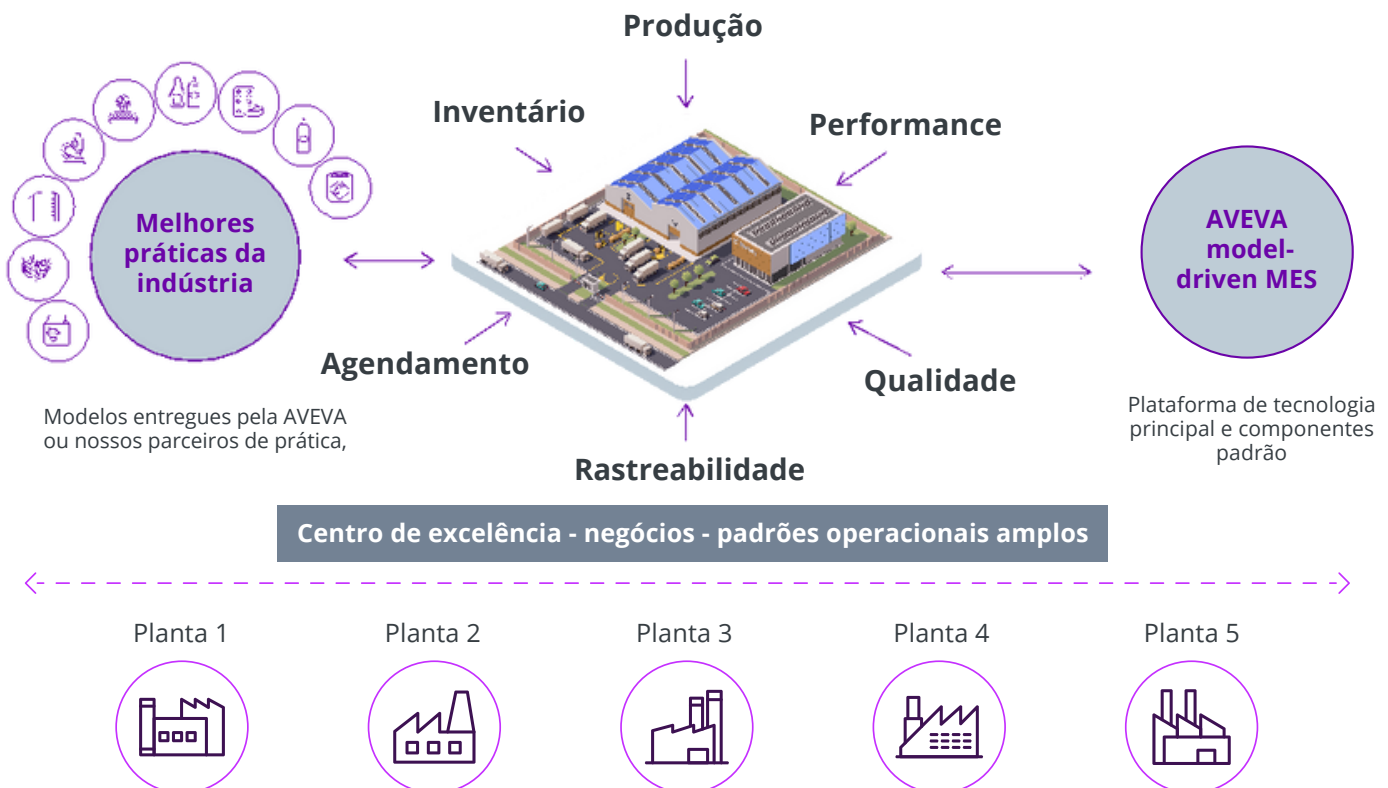 Produção
Inventário
Performance
Melhores
práticas da
indústria
AVEVA
model-
driven MES
Agendamento
Qualidade
Modelos entregues pela AVEVA
ou nossos parceiros de prática,
Plataforma de tecnologia
principal e componentes
padrão
Rastreabilidade
Centro de excelência - negócios - padrões operacionais amplos
Planta 1
Planta 2
Planta 3
Planta 4
Planta 5